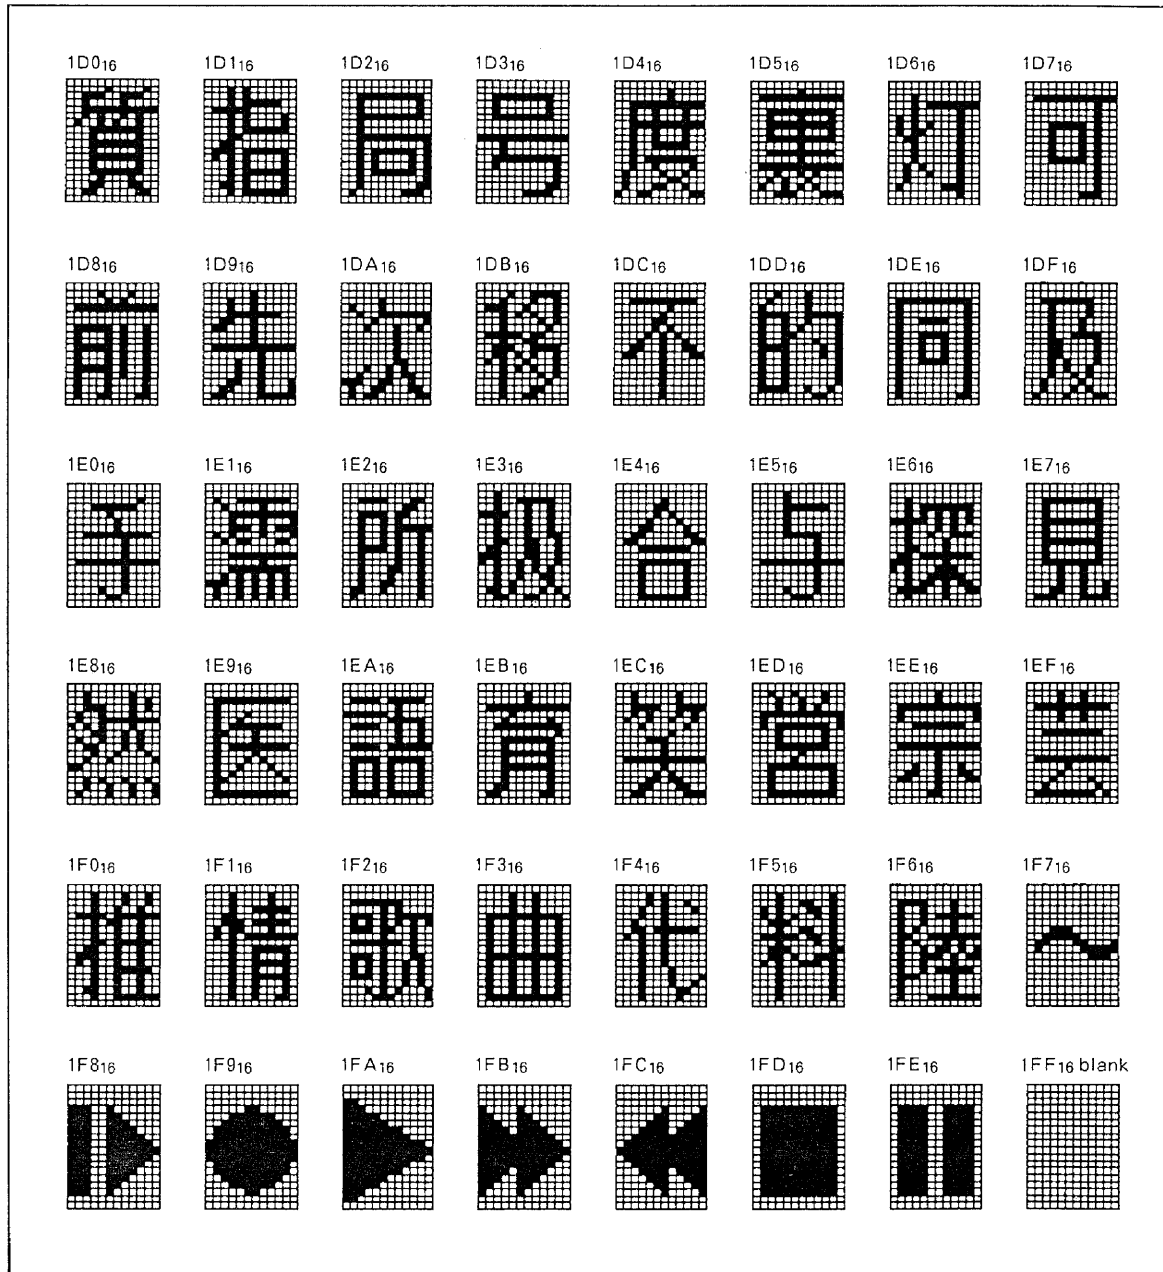 1D0₁₆ 1D1₁₆ 1D2₁₆ 1D3₁₆ 1D4₁₆ 1D5₁₆ 1D6₁₆ 1D7₁₆
質 指 局 号 度 裏 灯 可
1D8₁₆ 1D9₁₆ 1DA₁₆ 1DB₁₆ 1DC₁₆ 1DD₁₆ 1DE₁₆ 1DF₁₆
前 先 次 移 不 的 同 及
1E0₁₆ 1E1₁₆ 1E2₁₆ 1E3₁₆ 1E4₁₆ 1E5₁₆ 1E6₁₆ 1E7₁₆
所 扱 合 与 探 見
1E8₁₆ 1E9₁₆ 1EA₁₆ 1EB₁₆ 1EC₁₆ 1ED₁₆ 1EE₁₆ 1EF₁₆
然 医 語 育 笑 営 宗 芸
1F0₁₆ 1F1₁₆ 1F2₁₆ 1F3₁₆ 1F4₁₆ 1F5₁₆ 1F6₁₆ 1F7₁₆
推 情 歌 曲 代 料 陸 〜
1F8₁₆ 1F9₁₆ 1FA₁₆ 1FB₁₆ 1FC₁₆ 1FD₁₆ 1FE₁₆ 1FF₁₆ blank